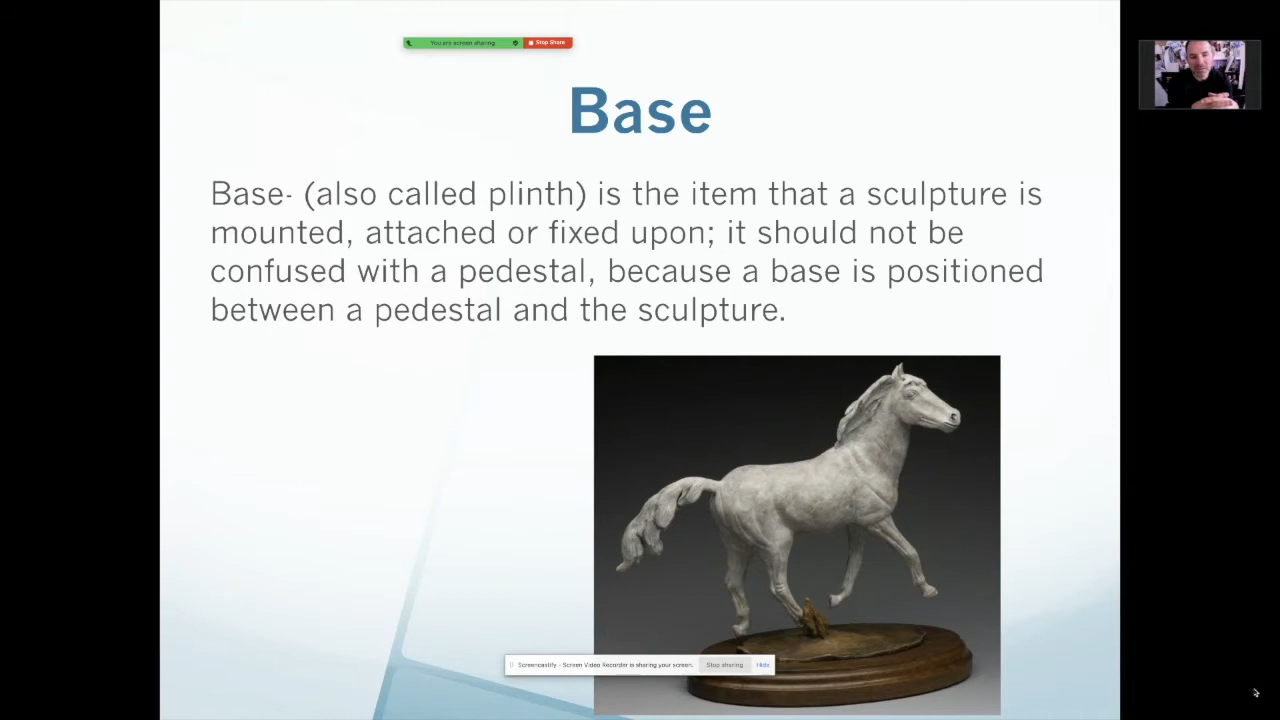 You are screen sharing
Stop Share
Base
Base- (also called plinth) is the item that a sculpture is
mounted, attached or fixed upon; it should not be
confused with a pedestal, because a base is positioned
between a pedestal and the sculpture.
Screencastify - Screen Video Recorder is sharing your screen.
Stop sharing
Hide